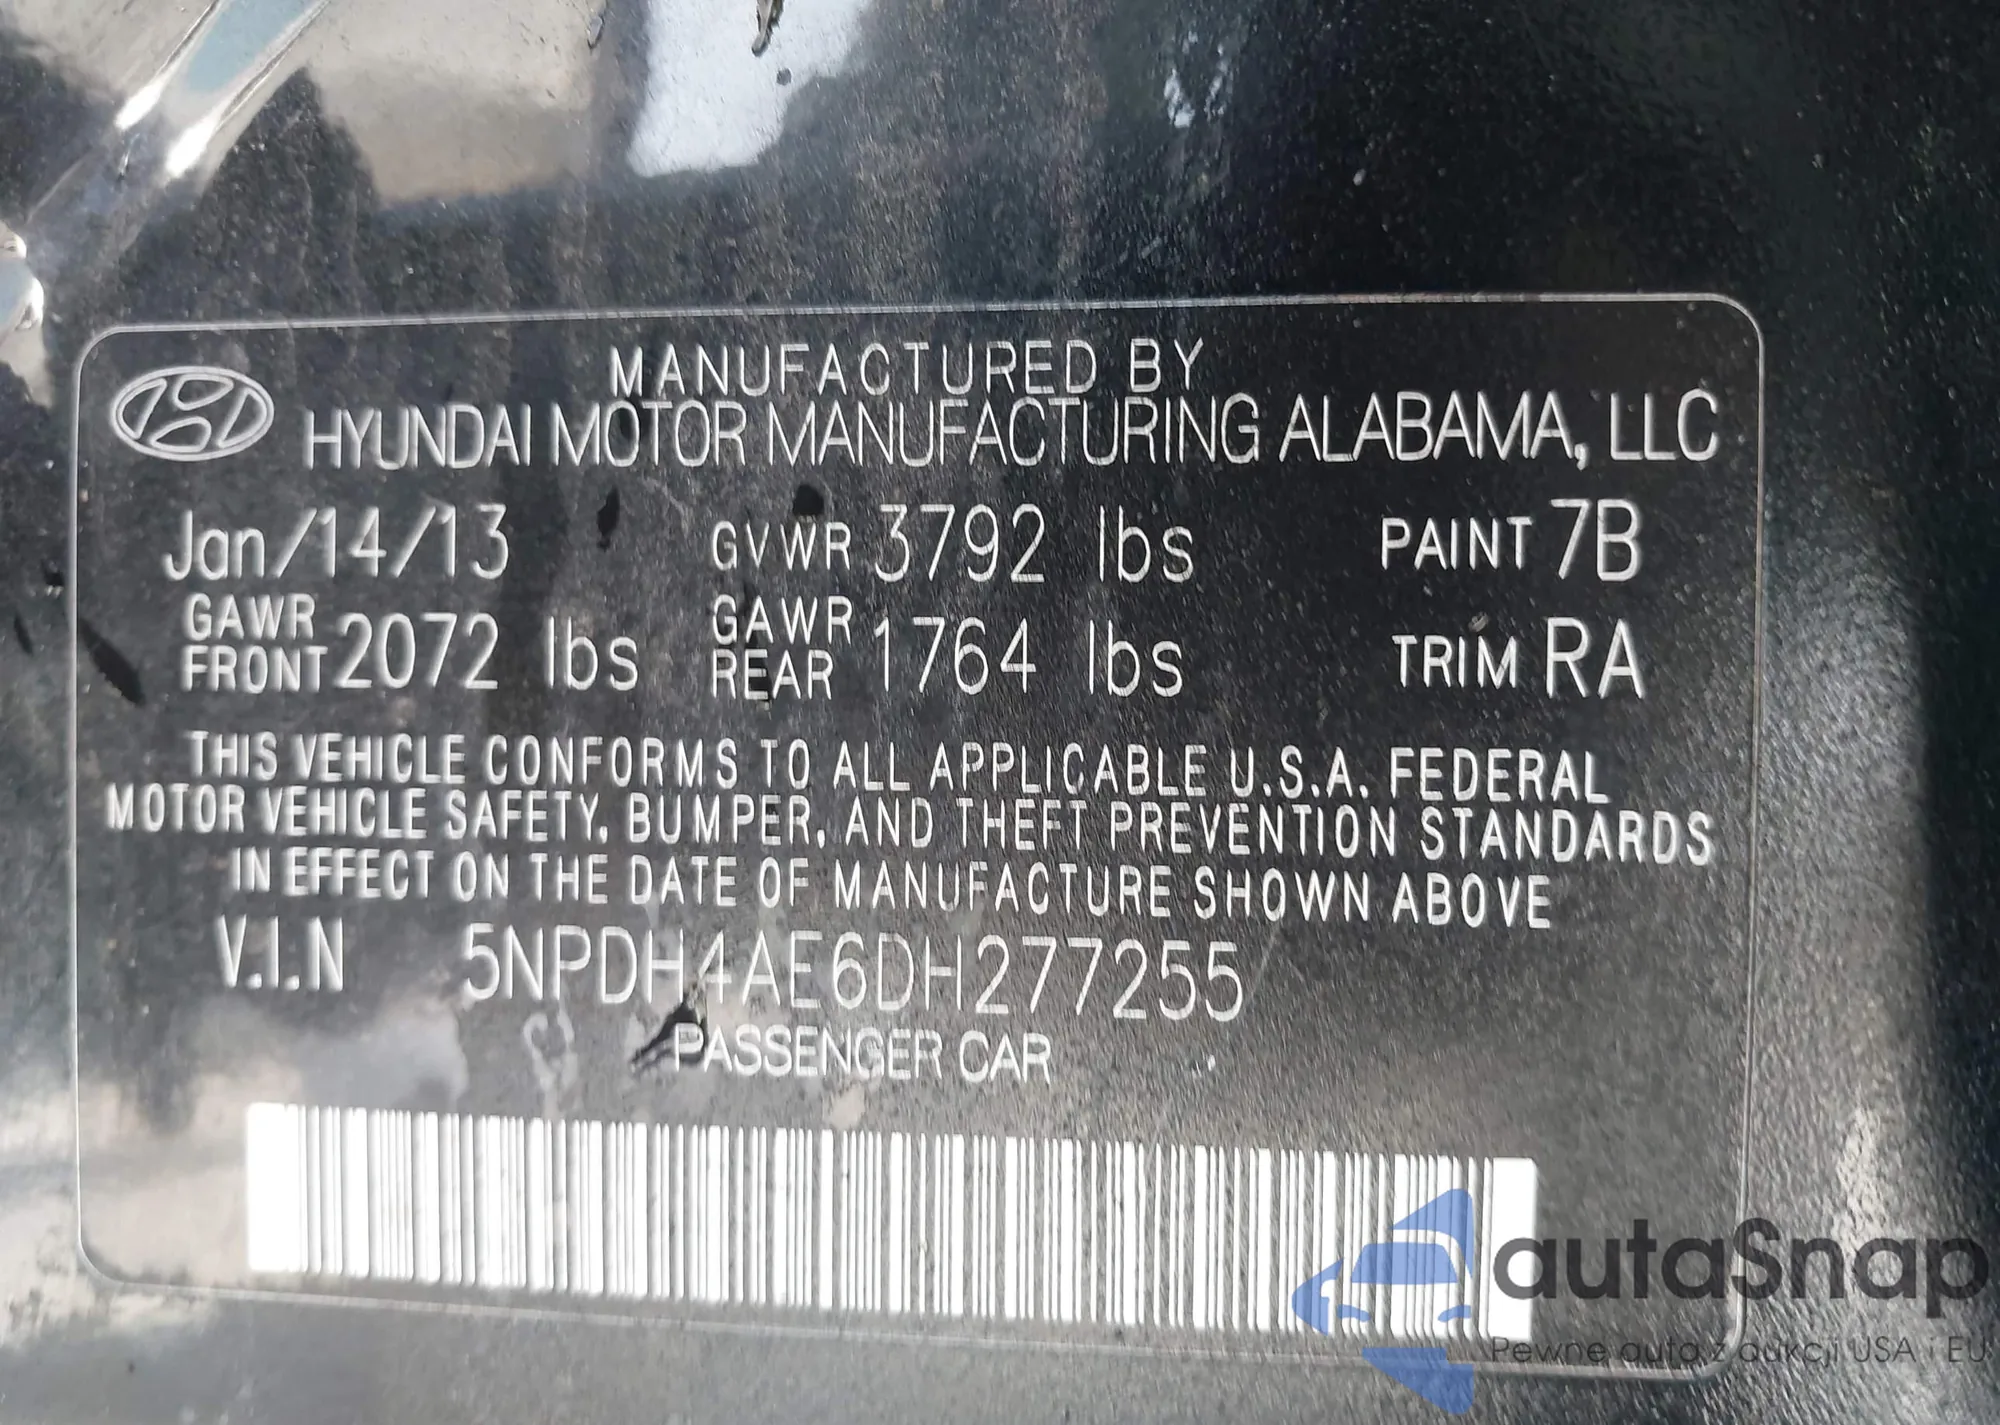 MANUFACTURED BY
HYUNDAI MOTOR MANUFACTURING ALABAMA, LLC
Jan/14/13 GVWR 3792 lbs PAINT 7B
GAWR FRONT 2072 lbs GAWR REAR 1764 lbs TRIM RA
THIS VEHICLE CONFORMS TO ALL APPLICABLE U.S.A. FEDERAL
MOTOR VEHICLE SAFETY, BUMPER, AND THEFT PREVENTION STANDARDS
IN EFFECT ON THE DATE OF MANUFACTURE SHOWN ABOVE
V.I.N 5NPDH4AE6DH277255
PASSENGER CAR
autaSnap
Pewne auta z aukcji USA i EU